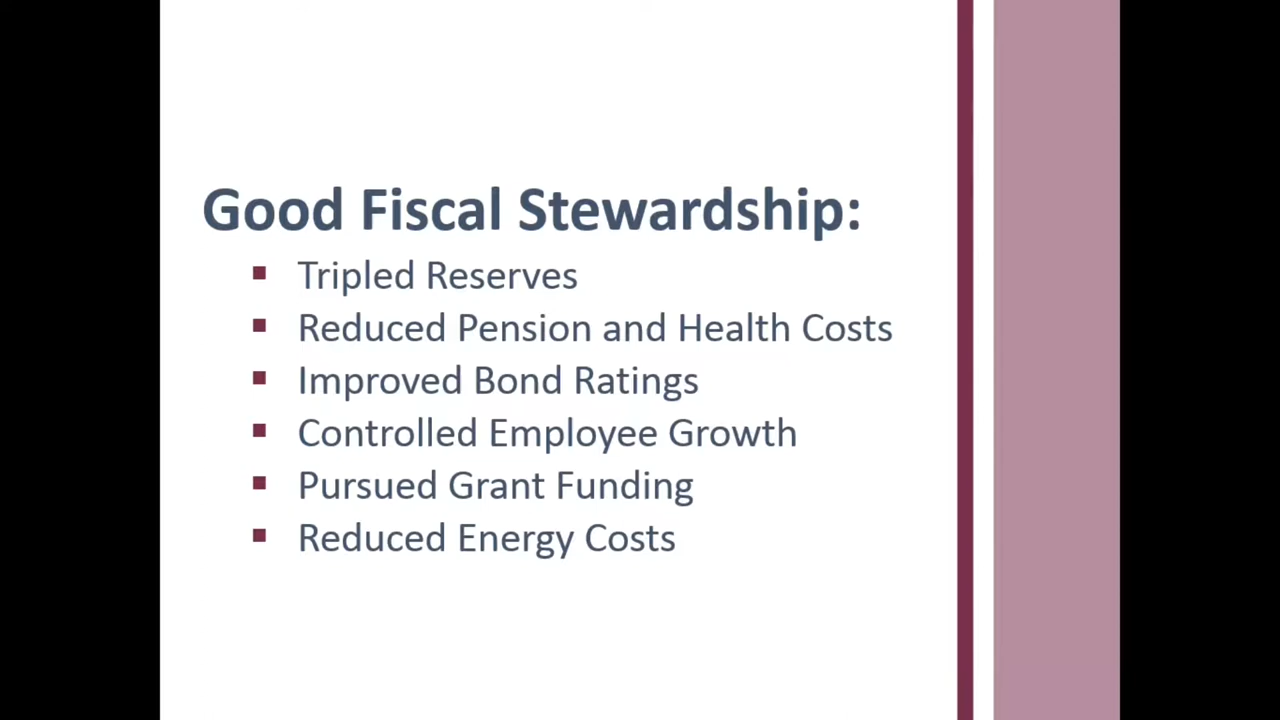 Good Fiscal Stewardship:
▪ Tripled Reserves
▪ Reduced Pension and Health Costs
▪ Improved Bond Ratings
▪ Controlled Employee Growth
▪ Pursued Grant Funding
▪ Reduced Energy Costs